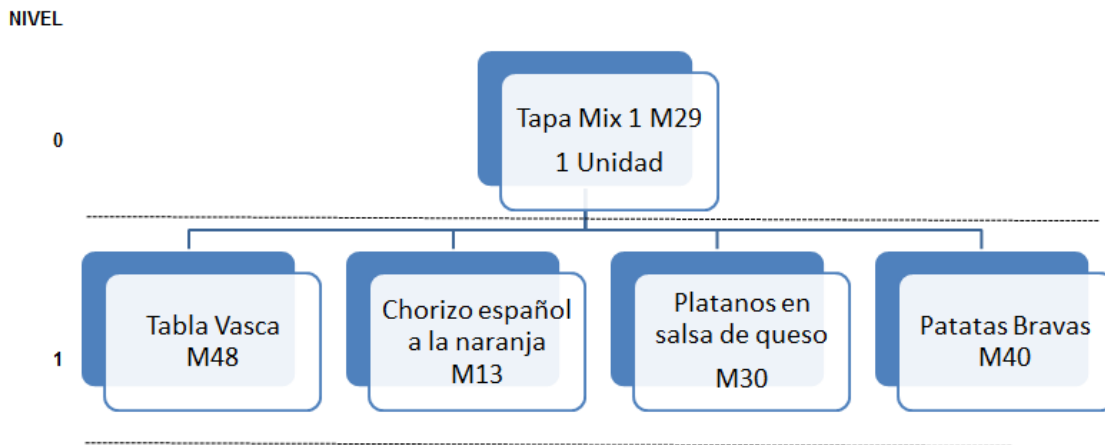 NIVEL
0
Tapa Mix 1 M29
1 Unidad
1
Tabla Vasca
M48
Chorizo español
a la naranja
M13
Platanos en
salsa de queso
M30
Patatas Bravas
M40